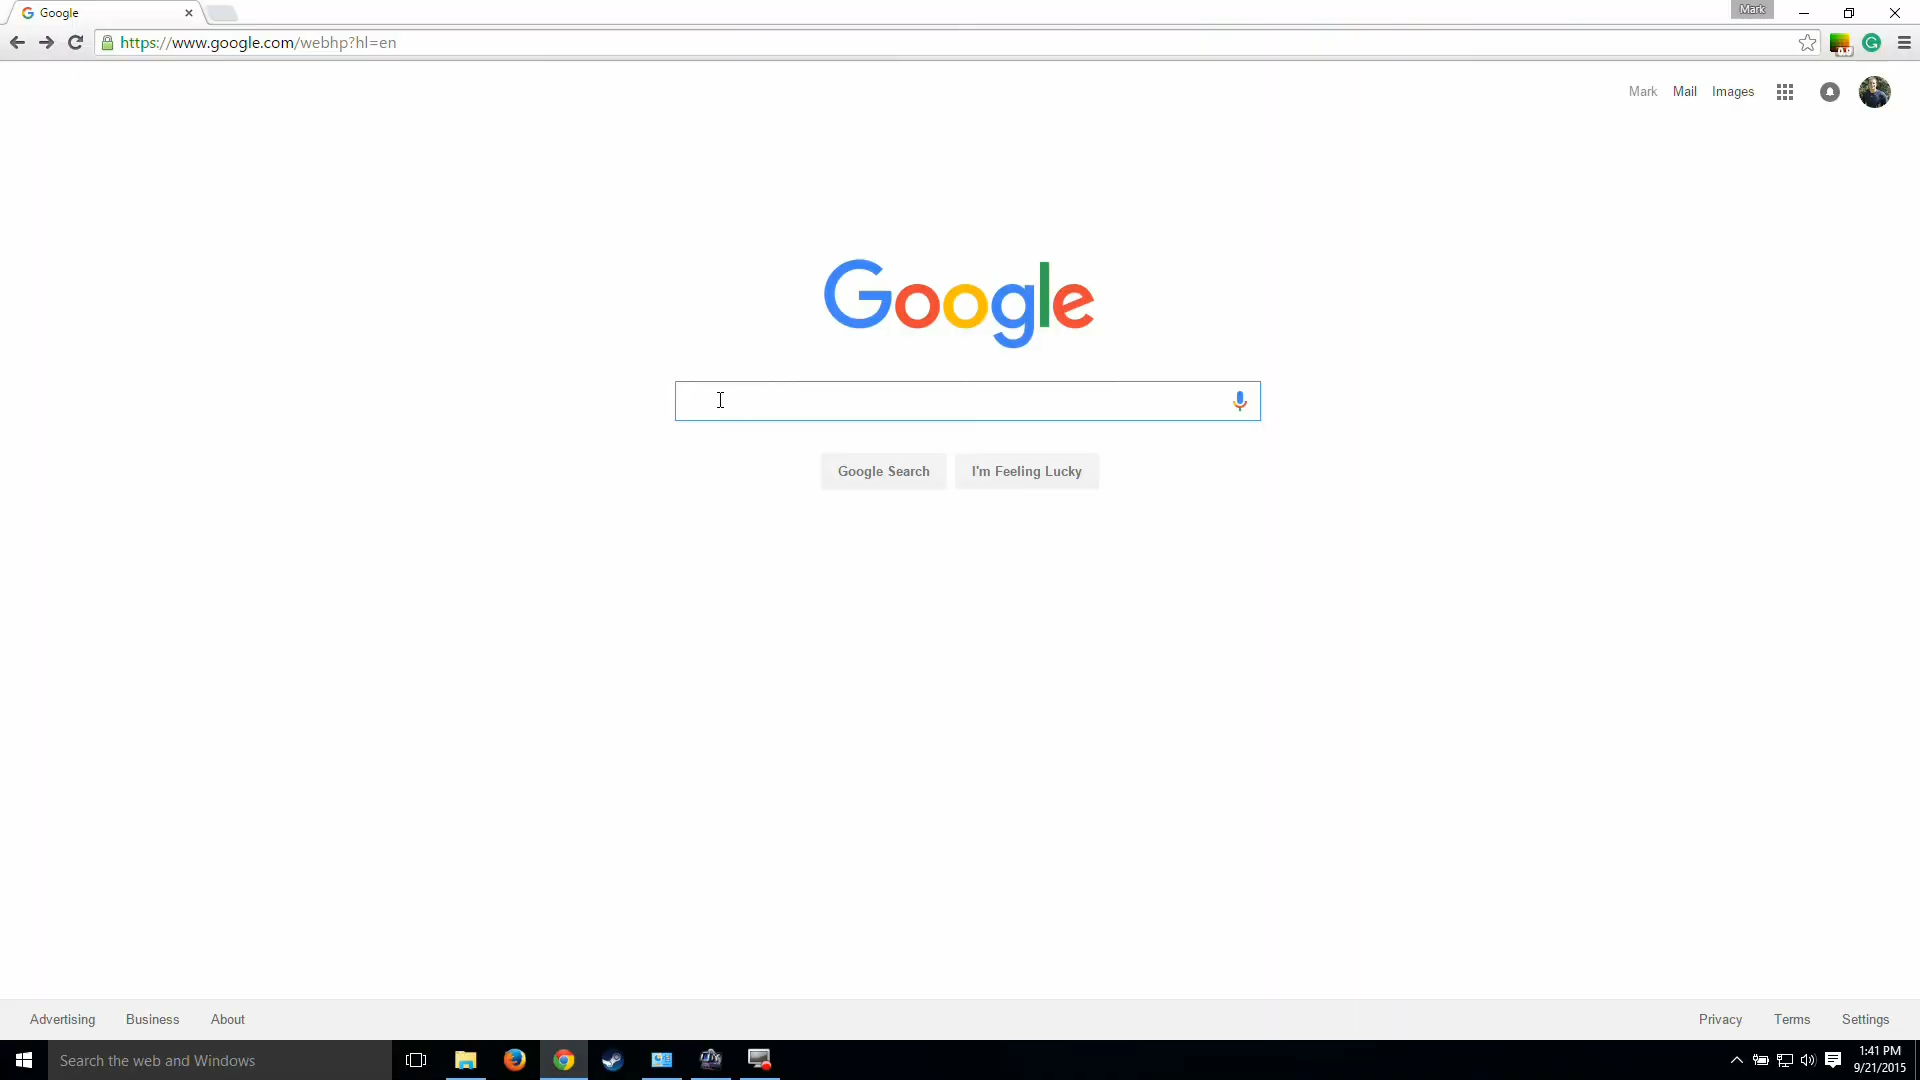 Google
Mark
https://www.google.com/webhp?hl=en
Mark Mail Images
Google
Google Search I'm Feeling Lucky
Advertising Business About Privacy Terms Settings
Search the web and Windows
1:41 PM
9/21/2015